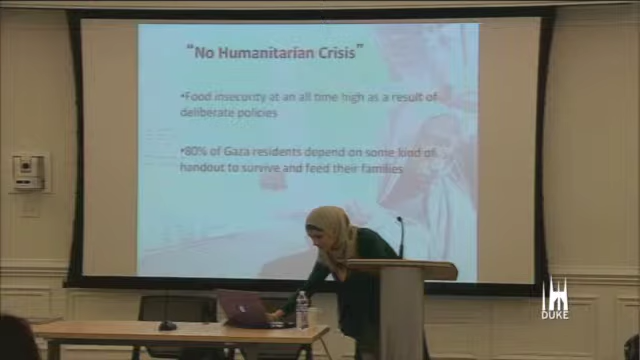 "No Humanitarian Crisis"
•Food insecurity at an all time high as a result of
deliberate policies
•80% of Gaza residents depend on some kind of
handout to survive and feed their families
DUKE